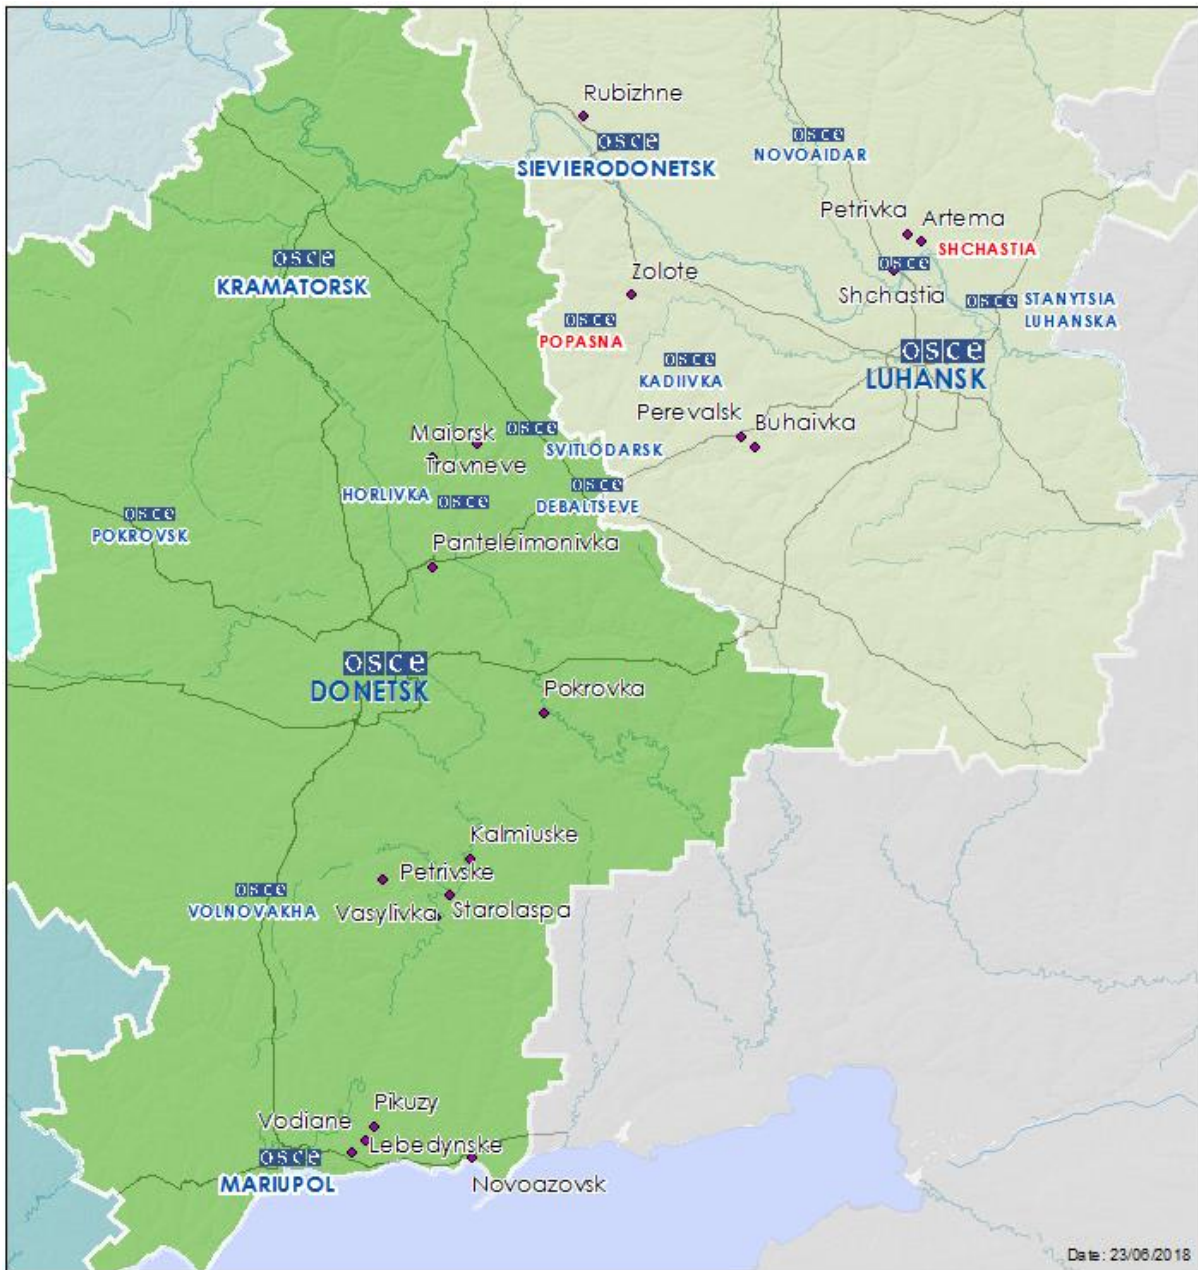 Rubizhne
osce
SIEVIERODONETSK
osce
NOVOAIDAR
Petrivka
Artema
SHCHASTIA
osce
Shchastia
osce
KRAMATORSK
Zolote
osce
POPASNA
osce
STANYTSIA
LUHANSKA
osce
LUHANSK
osce
KADIIVKA
Perevalsk
Buhaivka
Maiorsk
osce
SVITLODARSK
Travneve
HORLIVKA
osce
osce
DEBALTSEVE
osce
POKROVSK
Panteleimonivka
osce
DONETSK
Pokrovka
Kalmiuske
Petrivske
osce
VOLNOVAKHA
Vasylivka
Starolaspa
Pikuzy
Vodiane
Lebedynske
osce
MARIUPOL
Novoazovsk
Date: 23/06/2018